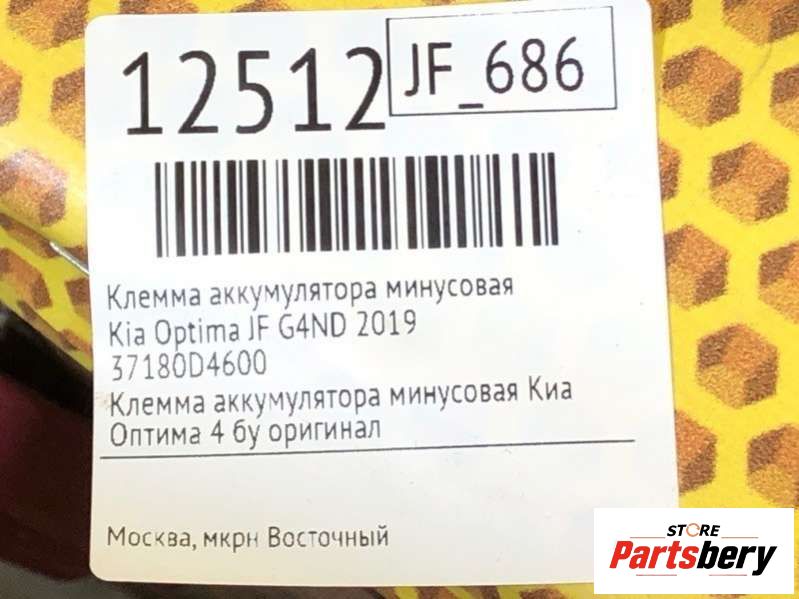 12512
JF_686
Клемма аккумулятора минусовая
Kia Optima JF G4ND 2019
37180D4600
Клемма аккумулятора минусовая Киа
Оптима 4 бу оригинал
Москва, мкрн Восточный
STORE
Partsbery